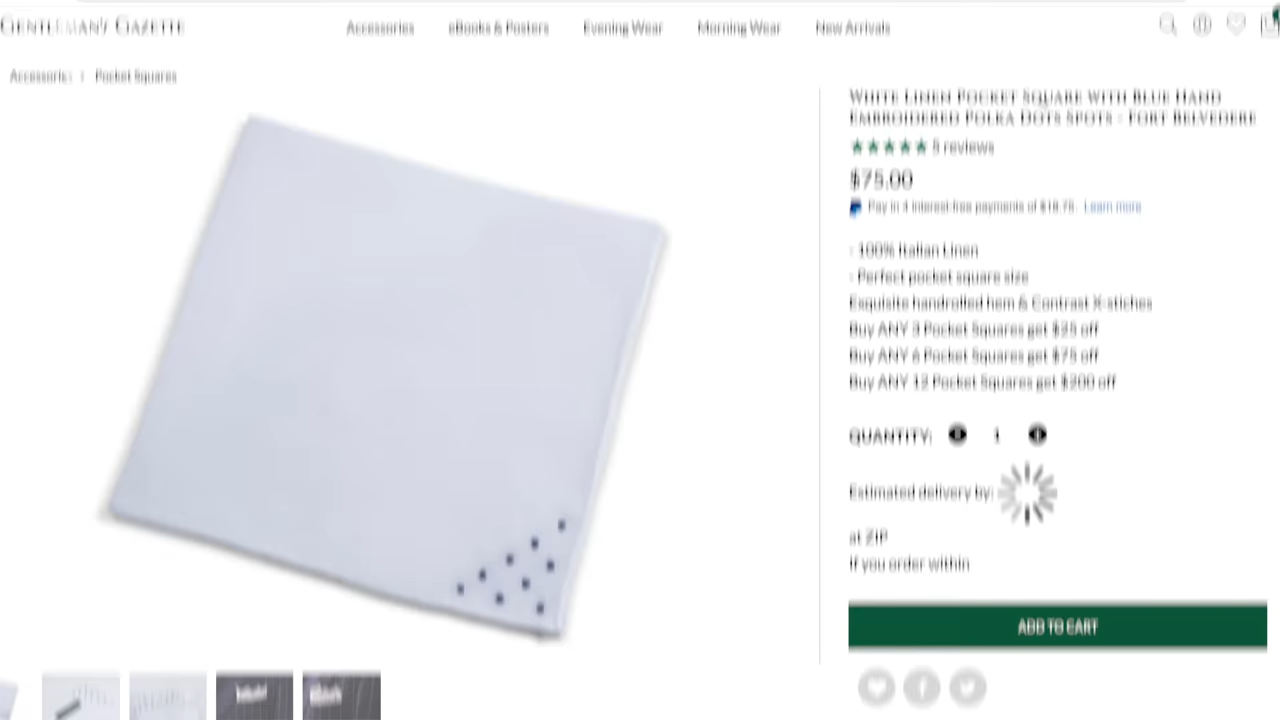 GENTLEMAN'S GAZETTE
Accessories
eBooks & Posters
Evening Wear
Morning Wear
New Arrivals
Accessories
Pocket Squares
WHITE LINEN POCKET SQUARE WITH BLUE HAND
EMBROIDERED POLKA DOTS SPOTS - FORT BELVEDERE
5 reviews
$75.00
Pay in 4 interest-free payments of $18.75. Learn more
- 100% Italian Linen
- Perfect pocket square size
Exquisite handrolled hem & Contrast X-stiches
Buy ANY 3 Pocket Squares get $25 off
Buy ANY 6 Pocket Squares get $75 off
Buy ANY 12 Pocket Squares get $200 off
QUANTITY: 1
Estimated delivery by:
at ZIP
if you order within
ADD TO CART